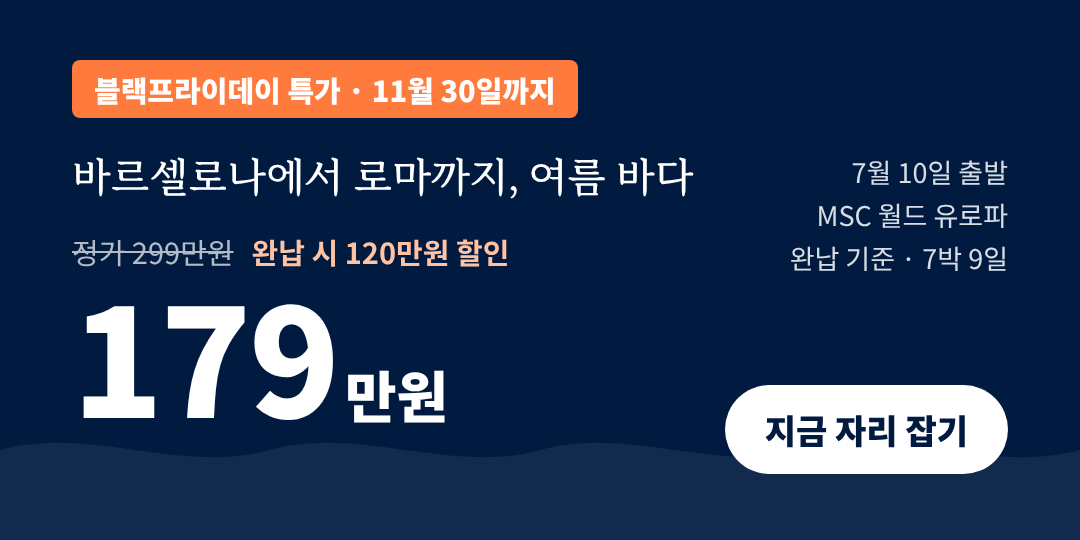 블랙프라이데이 특가 · 11월 30일까지
바르셀로나에서 로마까지, 여름 바다
정가 299만원 완납 시 120만원 할인
179만원
7월 10일 출발
MSC 월드 유로파
완납 기준 · 7박 9일
지금 자리 잡기